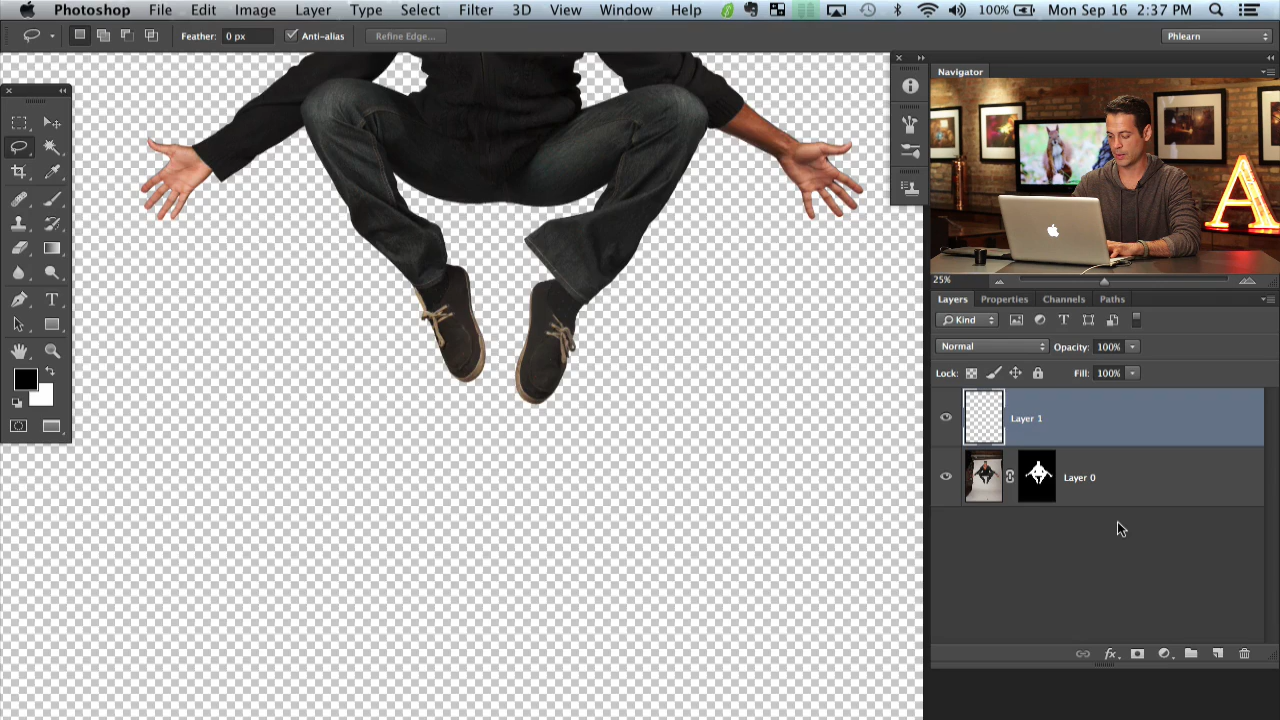 Photoshop File Edit Image Layer Type Select Filter 3D View Window Help 100% Mon Sep 16 2:37 PM
Feather: 0 px Anti-alias Refine Edge... Phlearn
Navigator
A
25%
Layers Properties Channels Paths
Kind
Normal Opacity: 100%
Lock: Fill: 100%
Layer 1
Layer 0